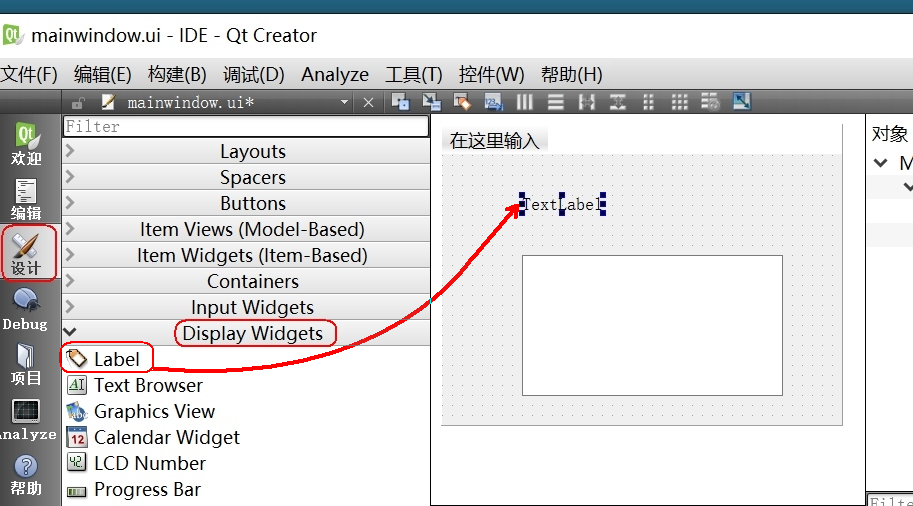 mainwindow.ui - IDE - Qt Creator
文件(F) 编辑(E) 构建(B) 调试(D) Analyze 工具(T) 控件(W) 帮助(H)
mainwindow.ui*
欢迎
编辑
设计
Debug
项目
Analyze
帮助
Filter
Layouts
Spacers
Buttons
Item Views (Model-Based)
Item Widgets (Item-Based)
Containers
Input Widgets
Display Widgets
Label
Text Browser
Graphics View
Calendar Widget
LCD Number
Progress Bar
在这里输入
TextLabel
对象
M
Filte